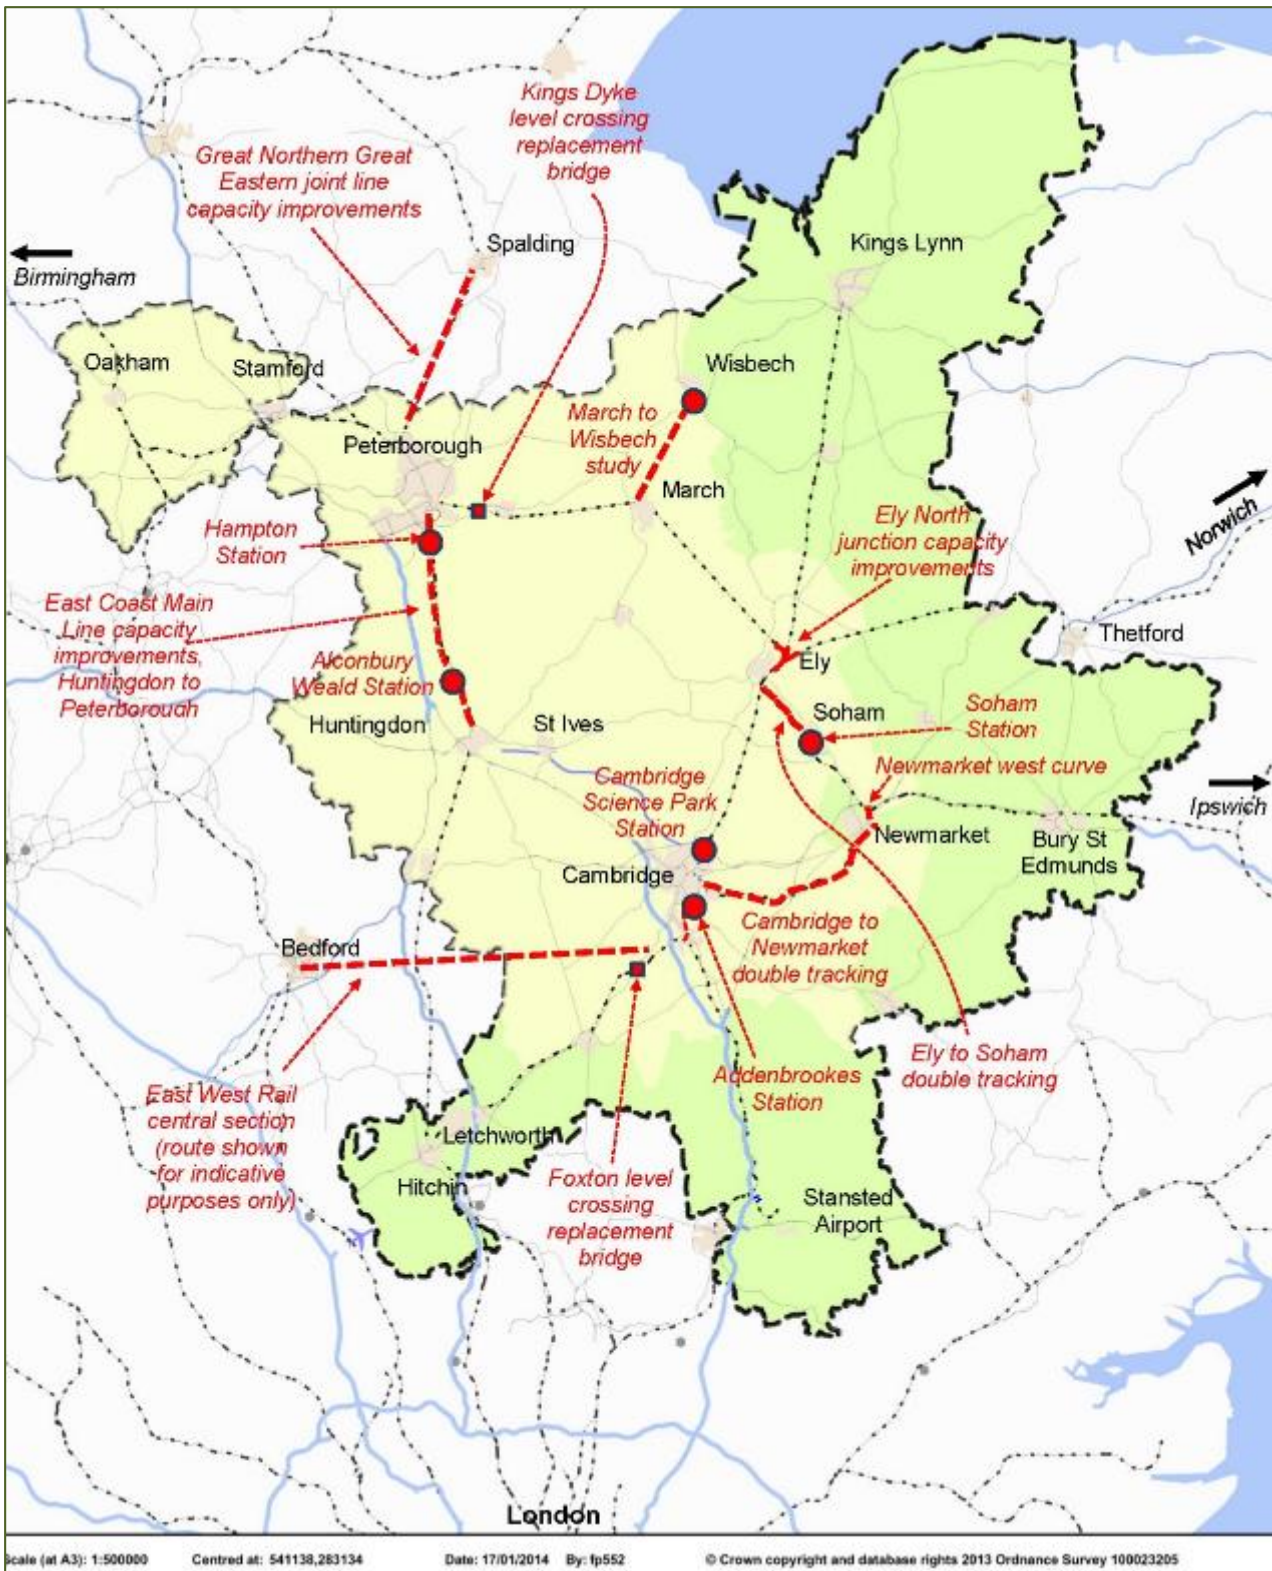 Kings Dyke
level crossing
replacement
bridge
Great Northern Great
Eastern joint line
capacity improvements
Spalding
Kings Lynn
Birmingham
Oakham
Stamford
Wisbech
March to
Wisbech
study
Peterborough
March
Hampton
Station
Ely North
junction capacity
improvements
Norwich
East Coast Main
Line capacity
improvements,
Huntingdon to
Peterborough
Alconbury
Weald Station
Thetford
Ely
Huntingdon
St Ives
Soham
Soham
Station
Cambridge
Science Park
Station
Newmarket west curve
Ipswich
Newmarket
Bury St
Edmunds
Cambridge
Bedford
Cambridge to
Newmarket
double tracking
Ely to Soham
double tracking
Addenbrookes
Station
East West Rail
central section
(route shown
for indicative
purposes only)
Letchworth
Hitchin
Foxton level
crossing
replacement
bridge
Stansted
Airport
London
Scale (at A3): 1:500000 Centred at: 541138,283134 Date: 17/01/2014 By: fp552 © Crown copyright and database rights 2013 Ordnance Survey 100023205